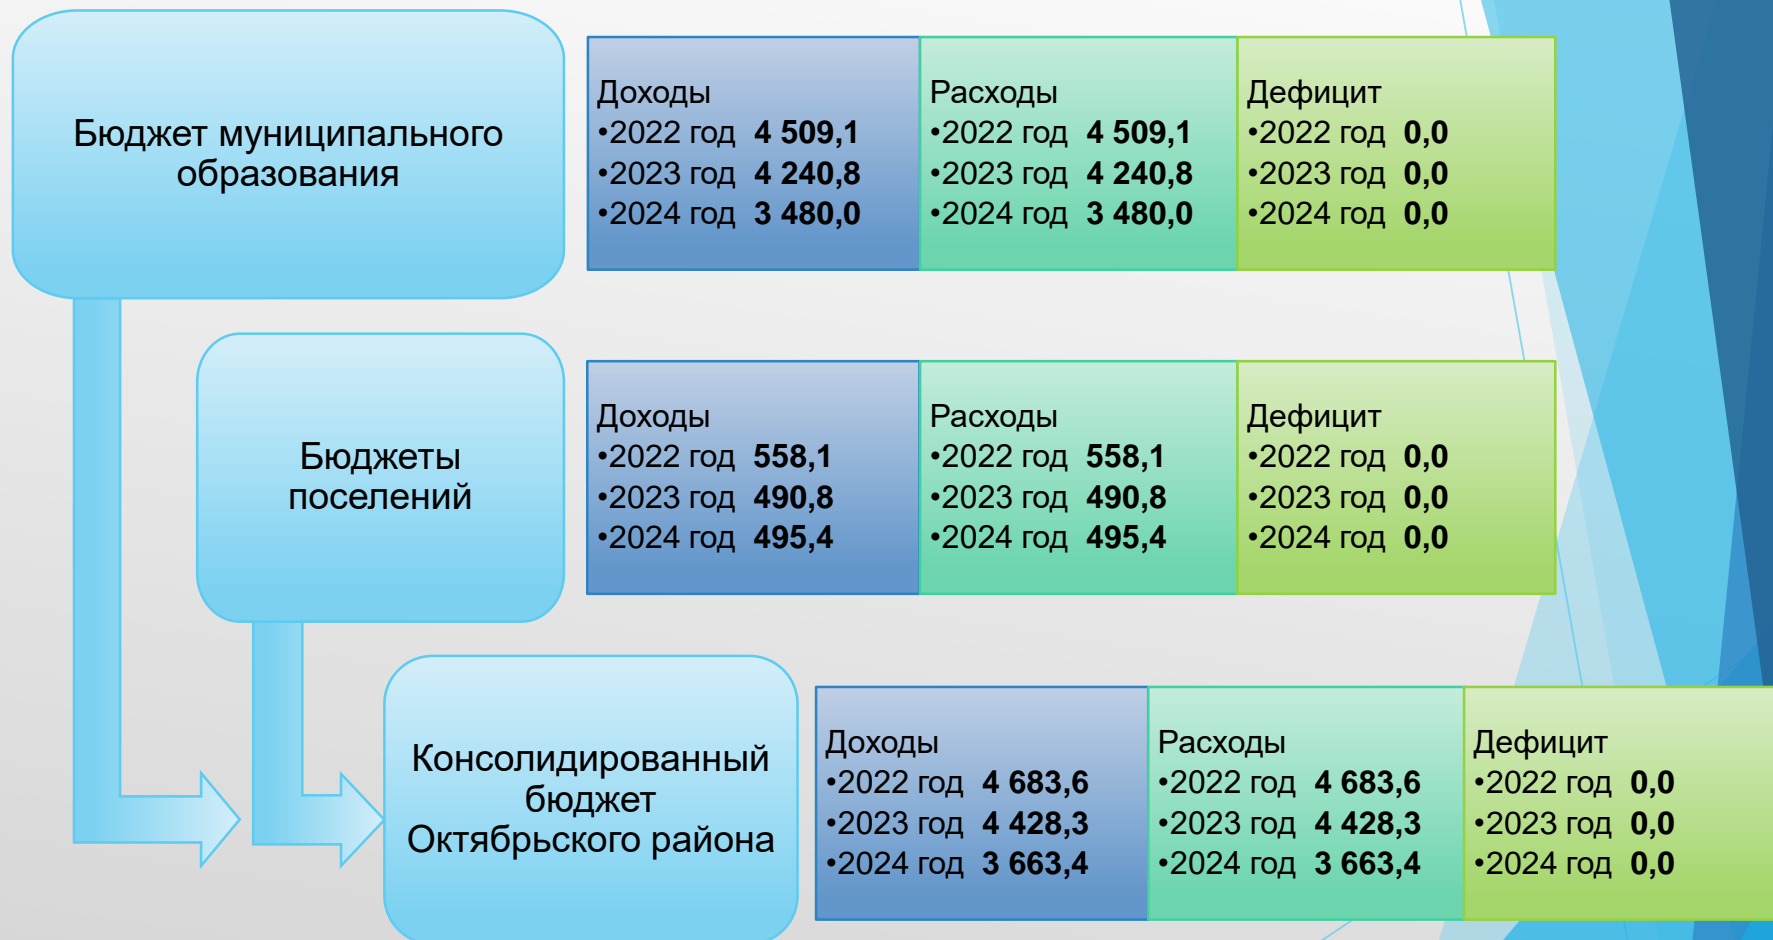 Бюджет муниципального
образования
Доходы
•2022 год 4 509,1
•2023 год 4 240,8
•2024 год 3 480,0
Расходы
•2022 год 4 509,1
•2023 год 4 240,8
•2024 год 3 480,0
Дефицит
•2022 год 0,0
•2023 год 0,0
•2024 год 0,0
Бюджеты
поселений
Доходы
•2022 год 558,1
•2023 год 490,8
•2024 год 495,4
Расходы
•2022 год 558,1
•2023 год 490,8
•2024 год 495,4
Дефицит
•2022 год 0,0
•2023 год 0,0
•2024 год 0,0
Консолидированный
бюджет
Октябрьского района
Доходы
•2022 год 4 683,6
•2023 год 4 428,3
•2024 год 3 663,4
Расходы
•2022 год 4 683,6
•2023 год 4 428,3
•2024 год 3 663,4
Дефицит
•2022 год 0,0
•2023 год 0,0
•2024 год 0,0